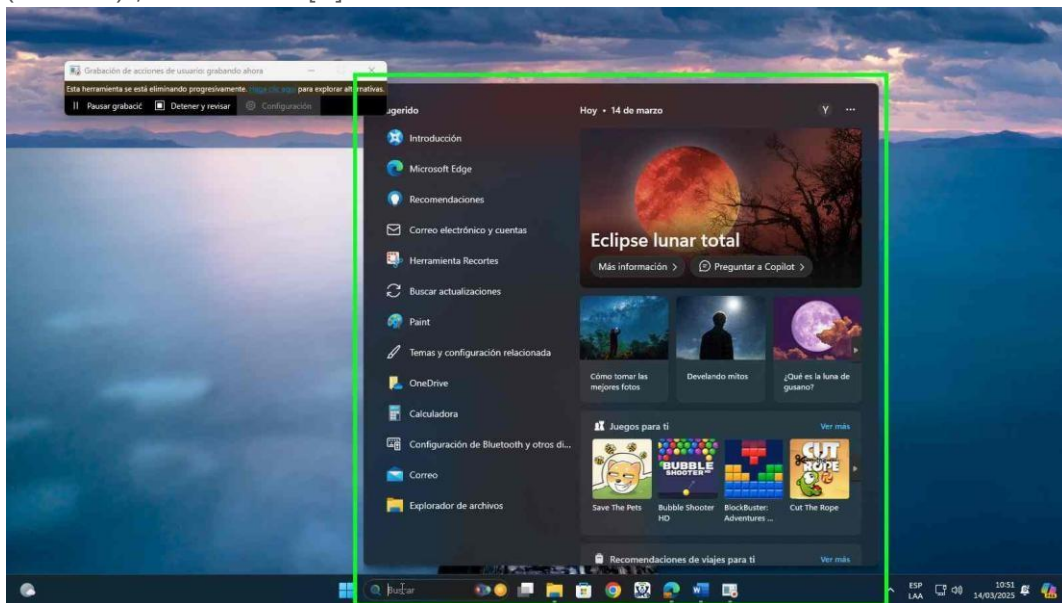 Grabación de acciones de usuario: grabando ahora
Esta herramienta se está eliminando progresivamente. Haga clic aquí para explorar alternativas.
Pausar grabació Detener y revisar Configuración
ugerido
Introducción
Microsoft Edge
Recomendaciones
Correo electrónico y cuentas
Herramienta Recortes
Buscar actualizaciones
Paint
Temas y configuración relacionada
OneDrive
Calculadora
Configuración de Bluetooth y otros di...
Correo
Explorador de archivos
Hoy • 14 de marzo
Y ...
Eclipse lunar total
Más información >
Preguntar a Copilot >
Cómo tomar las
mejores fotos
Develando mitos
¿Qué es la luna de
gusano?
Juegos para ti
Ver más
BUBBLE
SHOOTER
CUT
ROPE
Save The Pets
Bubble Shooter
HD
BlockBuster:
Adventures ...
Cut The Rope
Recomendaciones de viajes para ti
Ver más
Buscar
ESP
LAA
10:51
14/03/2025